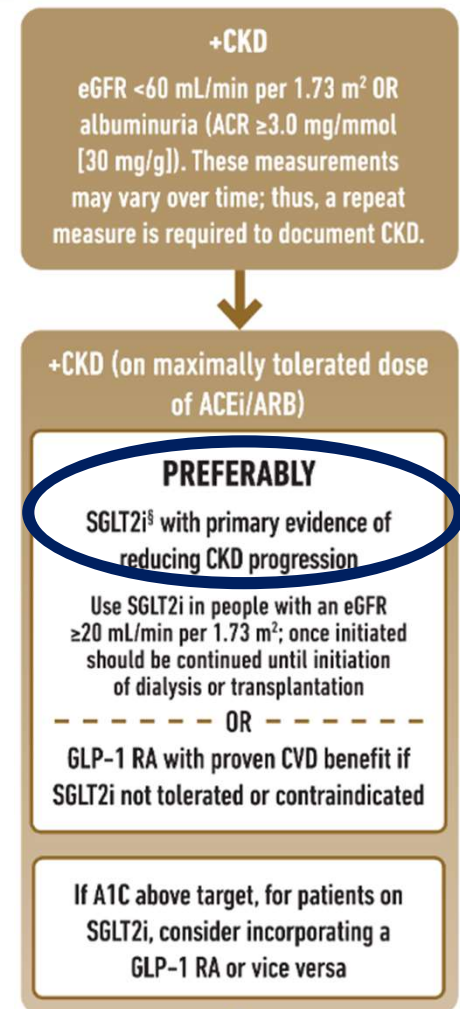 +CKD
eGFR <60 mL/min per 1.73 m² OR
albuminuria (ACR ≥3.0 mg/mmol
[30 mg/g]). These measurements
may vary over time; thus, a repeat
measure is required to document CKD.
+CKD (on maximally tolerated dose
of ACEi/ARB)
PREFERABLY
SGLT2i§ with primary evidence of
reducing CKD progression
Use SGLT2i in people with an eGFR
≥20 mL/min per 1.73 m²; once initiated
should be continued until initiation
of dialysis or transplantation
OR
GLP-1 RA with proven CVD benefit if
SGLT2i not tolerated or contraindicated
If A1C above target, for patients on
SGLT2i, consider incorporating a
GLP-1 RA or vice versa